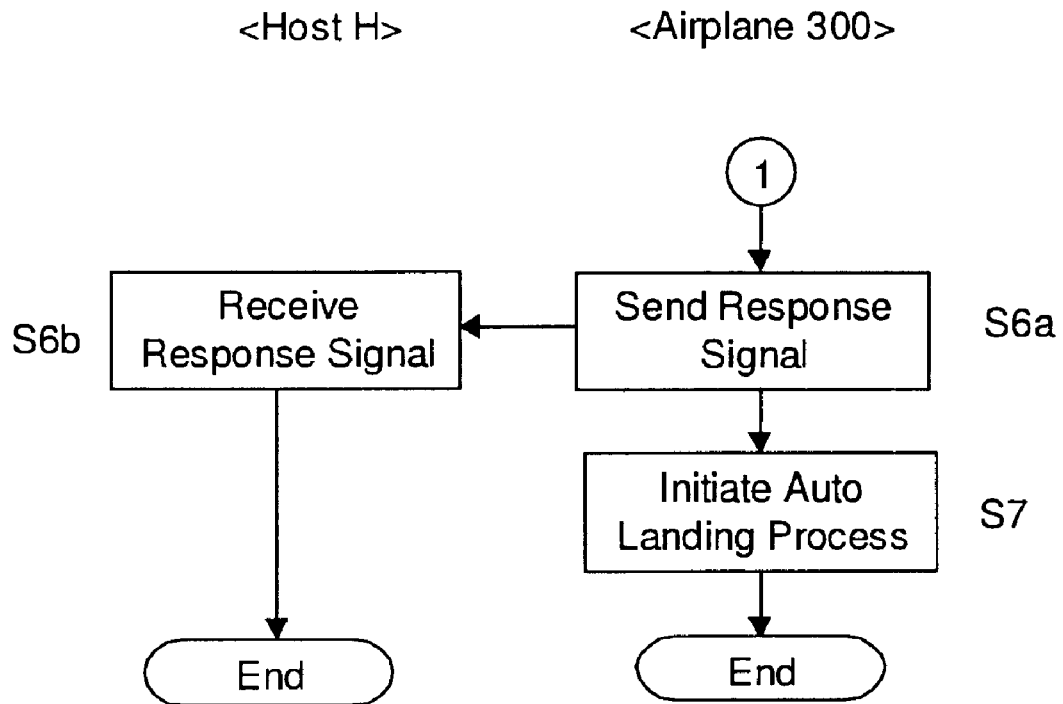 <Host H>
<Airplane 300>
1
Receive
Response Signal
S6b
Send Response
Signal
S6a
Initiate Auto
Landing Process
S7
End
End